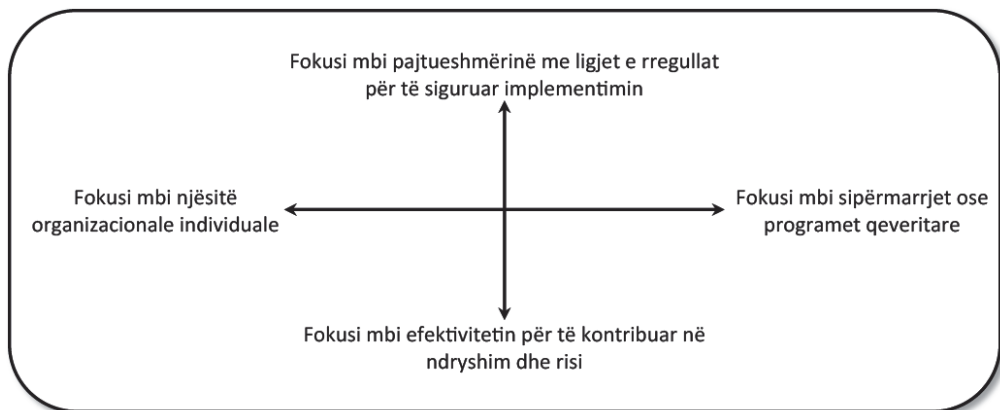 Fokusi mbi pajtueshmërinë me ligjet e rregullat
për të siguruar implementimin
Fokusi mbi njësitë
organizacionale individuale
Fokusi mbi sipërmarrjet ose
programet qeveritare
Fokusi mbi efektivitetin për të kontribuar në
ndryshim dhe risi